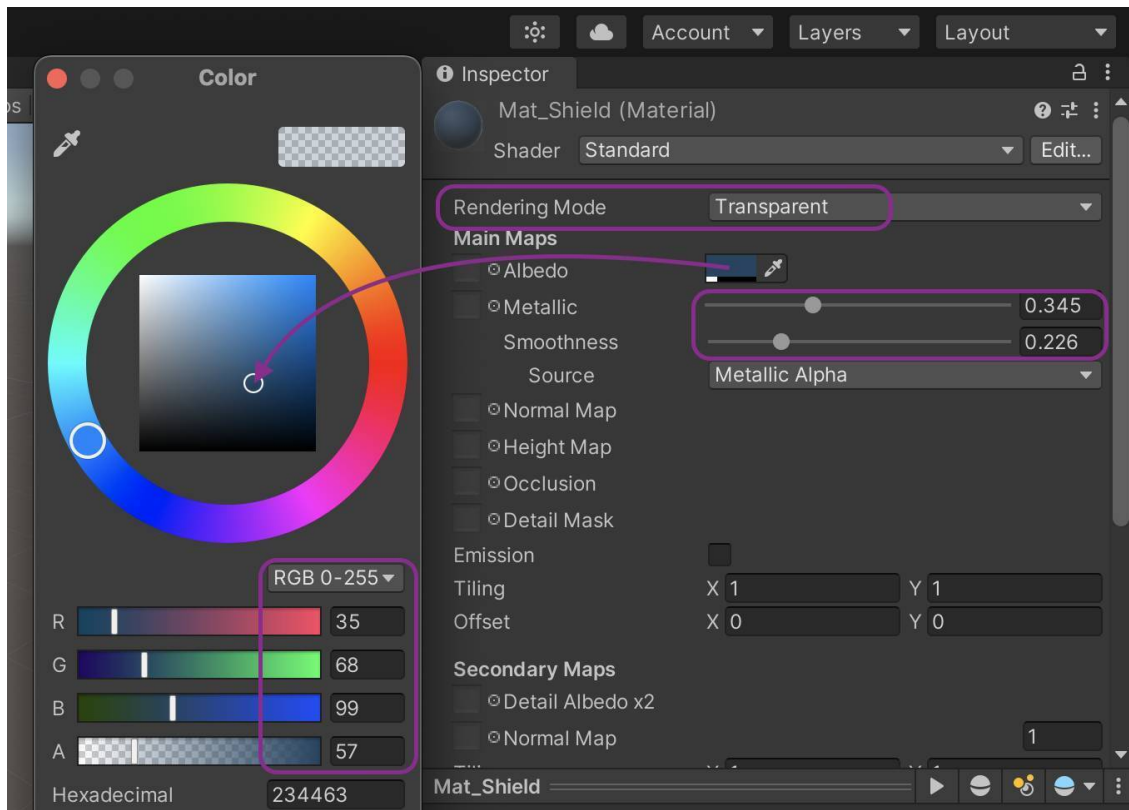 Account Layers Layout
os
Color
Inspector
Mat_Shield (Material)
Shader Standard Edit...
Rendering Mode Transparent
Main Maps
Albedo
Metallic 0.345
Smoothness 0.226
Source Metallic Alpha
Normal Map
Height Map
Occlusion
Detail Mask
Emission
Tiling X 1 Y 1
Offset X 0 Y 0
Secondary Maps
Detail Albedo x2
Normal Map 1
Mat_Shield
RGB 0-255
R 35
G 68
B 99
A 57
Hexadecimal 234463